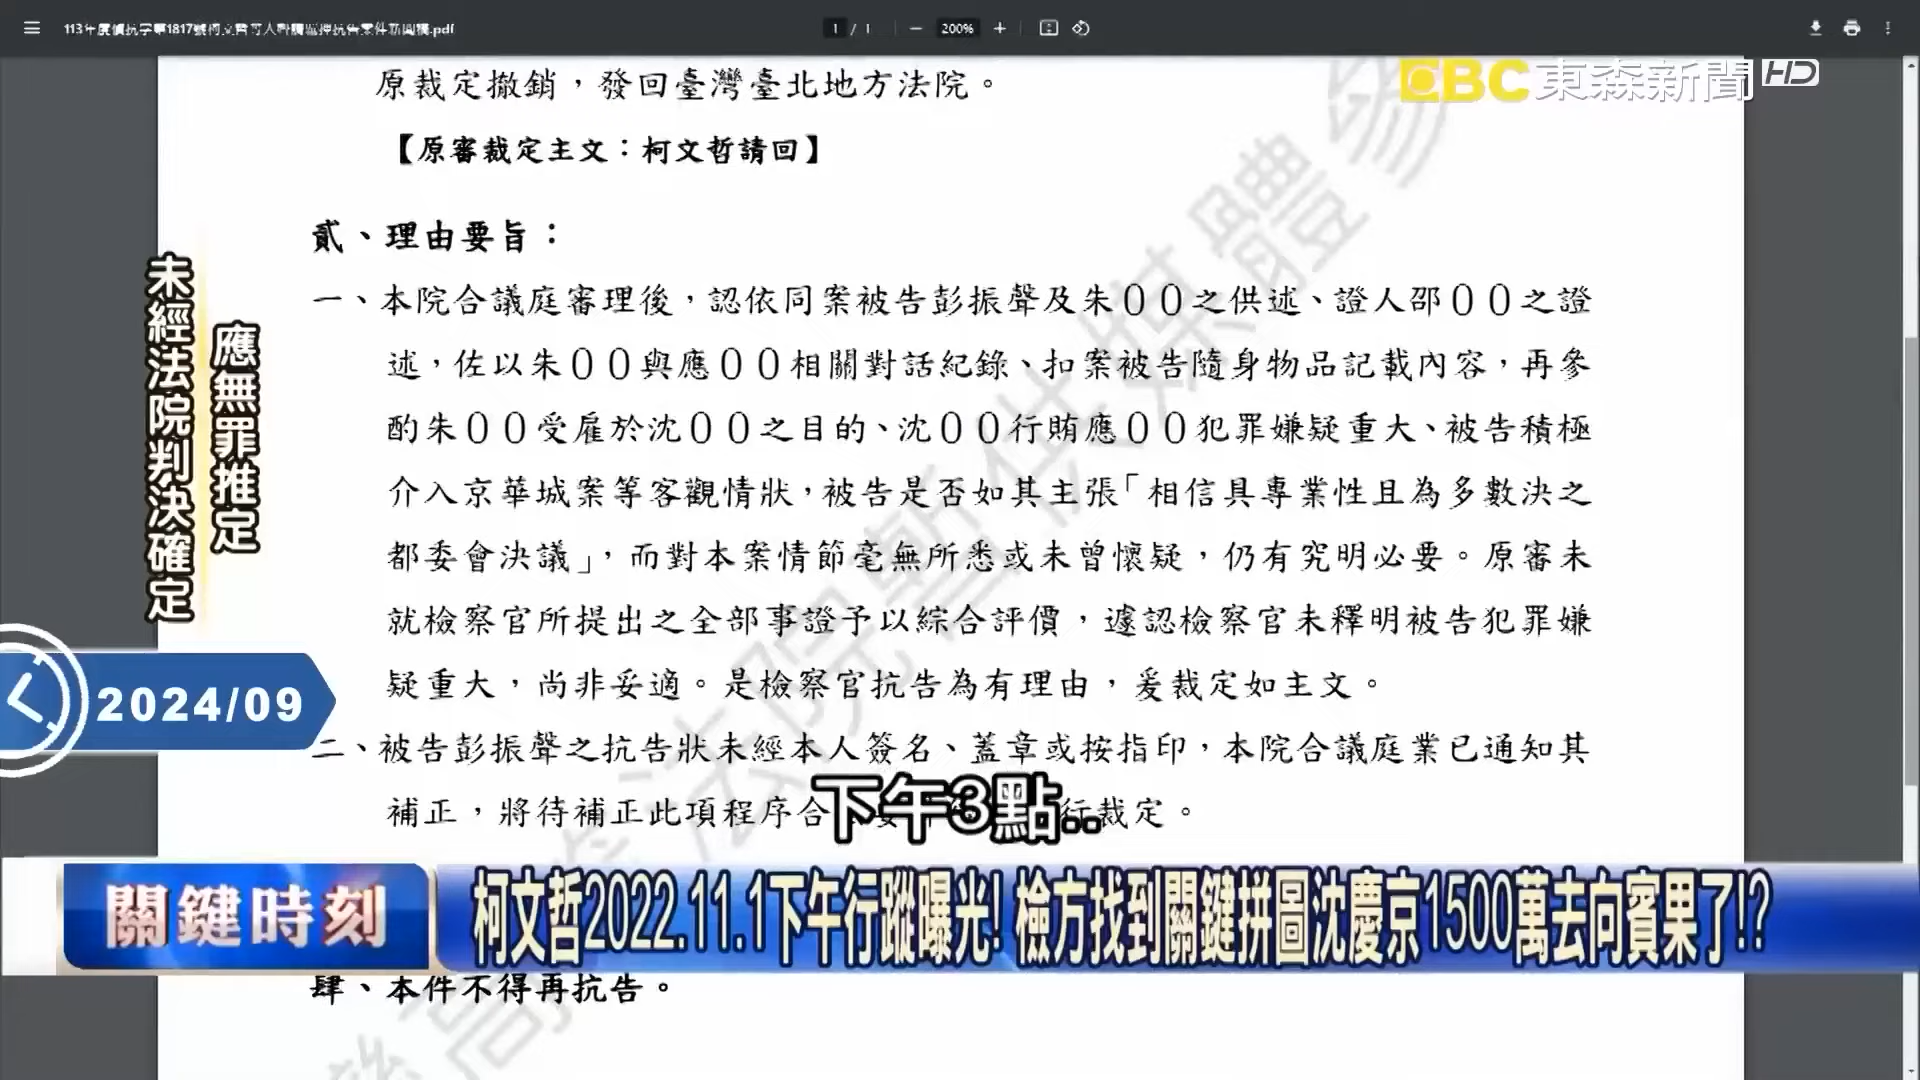 113年度偵抗字第1817號柯文哲等人聲請羈押抗告案件新聞稿.pdf
1 / 1
200%
EBC 東森新聞 HD
原裁定撤銷，發回臺灣臺北地方法院。
【原審裁定主文：柯文哲請回】
貳、理由要旨：
一、本院合議庭審理後，認依同案被告彭振聲及朱００之供述、證人邵００之證
述，佐以朱００與應００相關對話紀錄、扣案被告隨身物品記載內容，再參
酌朱００受雇於沈００之目的、沈００行賄應００犯罪嫌疑重大、被告積極
介入京華城案等客觀情狀，被告是否如其主張「相信具專業性且為多數決之
都委會決議」，而對本案情節毫無所悉或未曾懷疑，仍有究明必要。原審未
就檢察官所提出之全部事證予以綜合評價，遽認檢察官未釋明被告犯罪嫌
疑重大，尚非妥適。是檢察官抗告為有理由，爰裁定如主文。
二、被告彭振聲之抗告狀未經本人簽名、蓋章或按指印，本院合議庭業已通知其
補正，將待補正此項程序合
行裁定。
肆、本件不得再抗告。
法院暫供媒體參
未經法院判決確定
應無罪推定
2024/09
下午3點..
關鍵時刻
柯文哲2022.11.1下午行蹤曝光! 檢方找到關鍵拼圖沈慶京1500萬去向賓果了!?